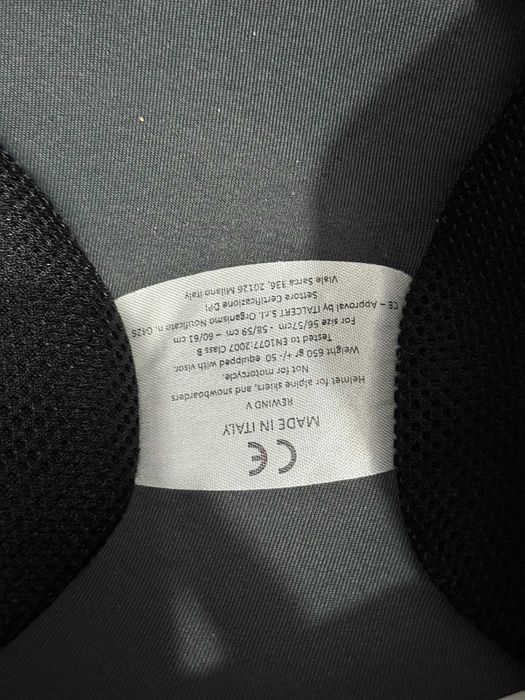 CE
MADE IN ITALY
REWIND V
Helmet for alpine skiers, and snowboarders
Not for motorcycle.
Weight 650 gr +/- 50 equipped with visor.
Tested to EN1077:2007 Class B
For size 56/57cm - 58/59 cm – 60/61 cm
CE – Approval by ITALCERT S.r.l. Organismo Notificato n. 0426
Settore Certificazione DPI
Viale Sarca 336, 20126 Milano Italy